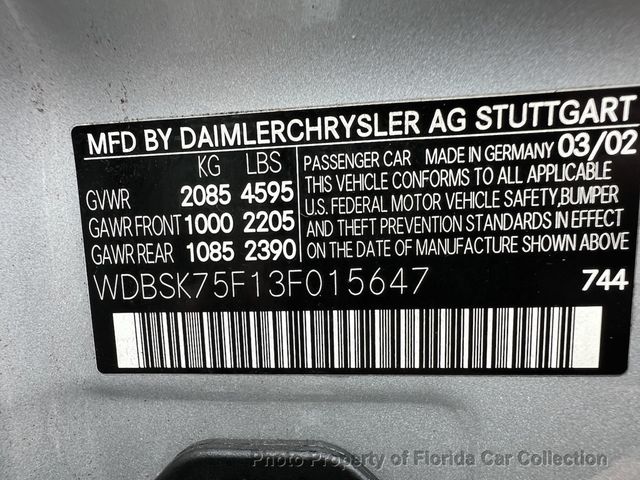 MFD BY DAIMLERCHRYSLER AG STUTTGART
KG LBS
GVWR 2085 4595
GAWR FRONT 1000 2205
GAWR REAR 1085 2390
PASSENGER CAR MADE IN GERMANY 03/02
THIS VEHICLE CONFORMS TO ALL APPLICABLE
U.S. FEDERAL MOTOR VEHICLE SAFETY, BUMPER
AND THEFT PREVENTION STANDARDS IN EFFECT
ON THE DATE OF MANUFACTURE SHOWN ABOVE
WDBSK75F13F015647 744
Photo Property of Florida Car Collection